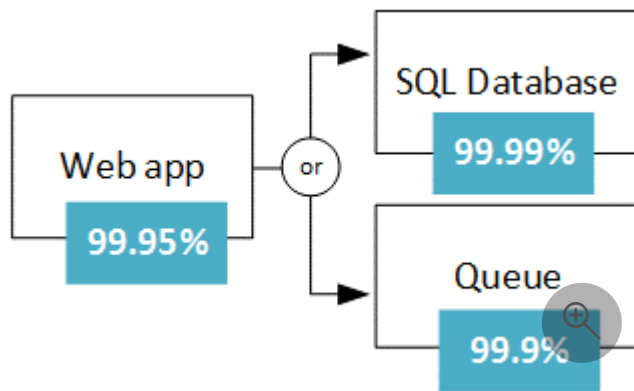 SQL Database
99.99%
Web app
99.95%
or
Queue
99.9%